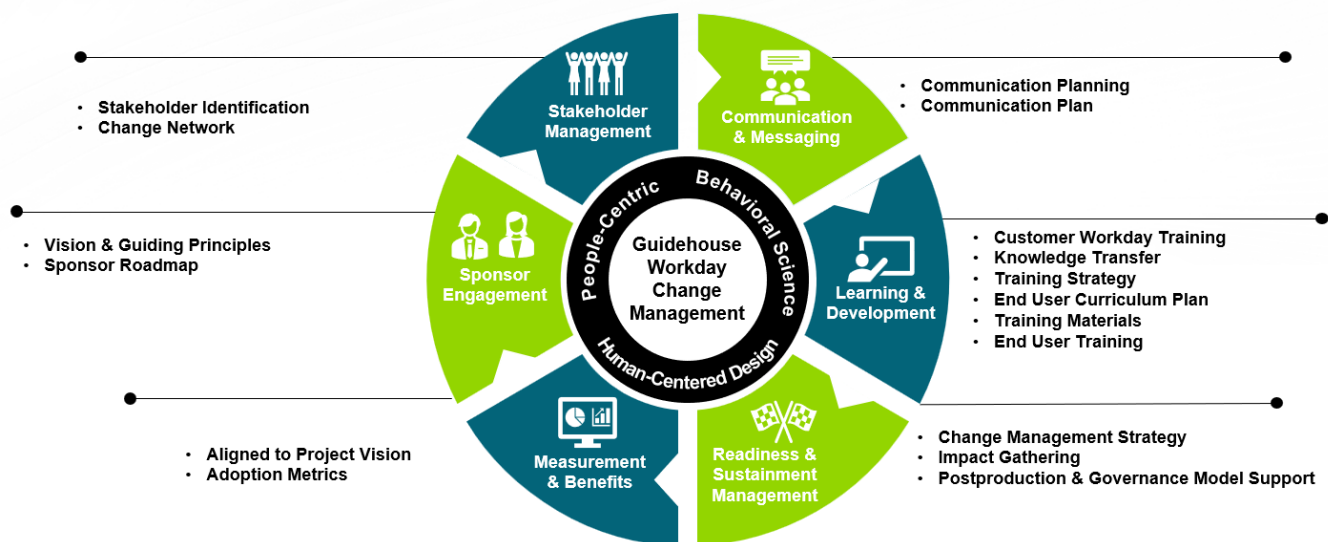 Stakeholder
Management
• Stakeholder Identification
• Change Network
Communication
& Messaging
• Communication Planning
• Communication Plan
Sponsor
Engagement
• Vision & Guiding Principles
• Sponsor Roadmap
People-Centric
Behavioral Science
Human-Centered Design
Guidehouse
Workday
Change
Management
Learning &
Development
• Customer Workday Training
• Knowledge Transfer
• Training Strategy
• End User Curriculum Plan
• Training Materials
• End User Training
Measurement
& Benefits
• Aligned to Project Vision
• Adoption Metrics
Readiness &
Sustainment
Management
• Change Management Strategy
• Impact Gathering
• Postproduction & Governance Model Support